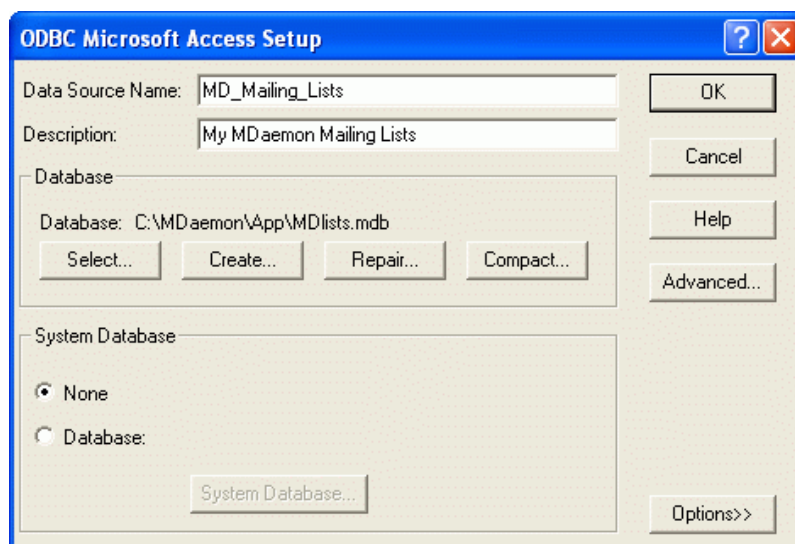 ODBC Microsoft Access Setup
Data Source Name: MD_Mailing_Lists
OK
Description: My MDaemon Mailing Lists
Cancel
Database
Database: C:\MDaemon\App\MDlists.mdb
Help
Select... Create... Repair... Compact...
Advanced...
System Database
None
Database:
System Database...
Options>>